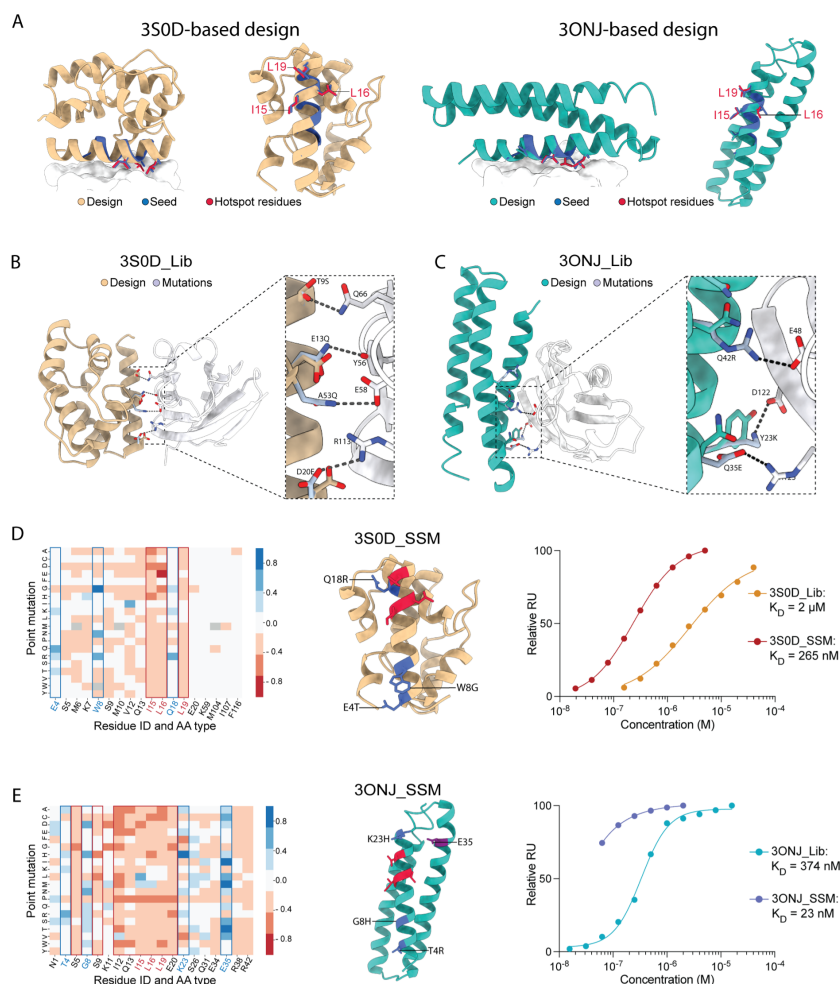 A
3S0D-based design
3ONJ-based design
L19
L16
I15
L19
I15
L16
Design
Seed
Hotspot residues
Design
Seed
Hotspot residues
B
3S0D_Lib
Design
Mutations
T9S
Q66
E13Q
Y56
E58
A53Q
R113
D20E
C
3ONJ_Lib
Design
Mutations
E48
Q42R
D122
Y23K
Q35E
D
Point mutation
YWVTSRQPNMLKIHGFEDCA
E4 S5 M6 K7 W8 S9 M10 V12 Q13 I15 L16 Q18 L19 E20 K59 M104 I107 F116
Residue ID and AA type
0.8
0.4
0.0
0.4
0.8
3S0D_SSM
Q18R
W8G
E4T
Relative RU
100
50
0
10⁻⁸ 10⁻⁷ 10⁻⁶ 10⁻⁵ 10⁻⁴
Concentration (M)
3S0D_Lib:
K_D = 2 μM
3S0D_SSM:
K_D = 265 nM
E
Point mutation
YWVTSRQPNMLKIHGFEDCA
N1 T4 S5 G8 S9 K11 I12 Q13 I15 L16 L19 E20 K23 S26 Q31 E34 E35 R38 R42
Residue ID and AA type
0.8
0.4
0.0
0.4
0.8
3ONJ_SSM
K23H
E35
G8H
T4R
Relative RU
100
50
0
10⁻⁸ 10⁻⁷ 10⁻⁶ 10⁻⁵ 10⁻⁴
Concentration (M)
3ONJ_Lib:
K_D = 374 nM
3ONJ_SSM:
K_D = 23 nM